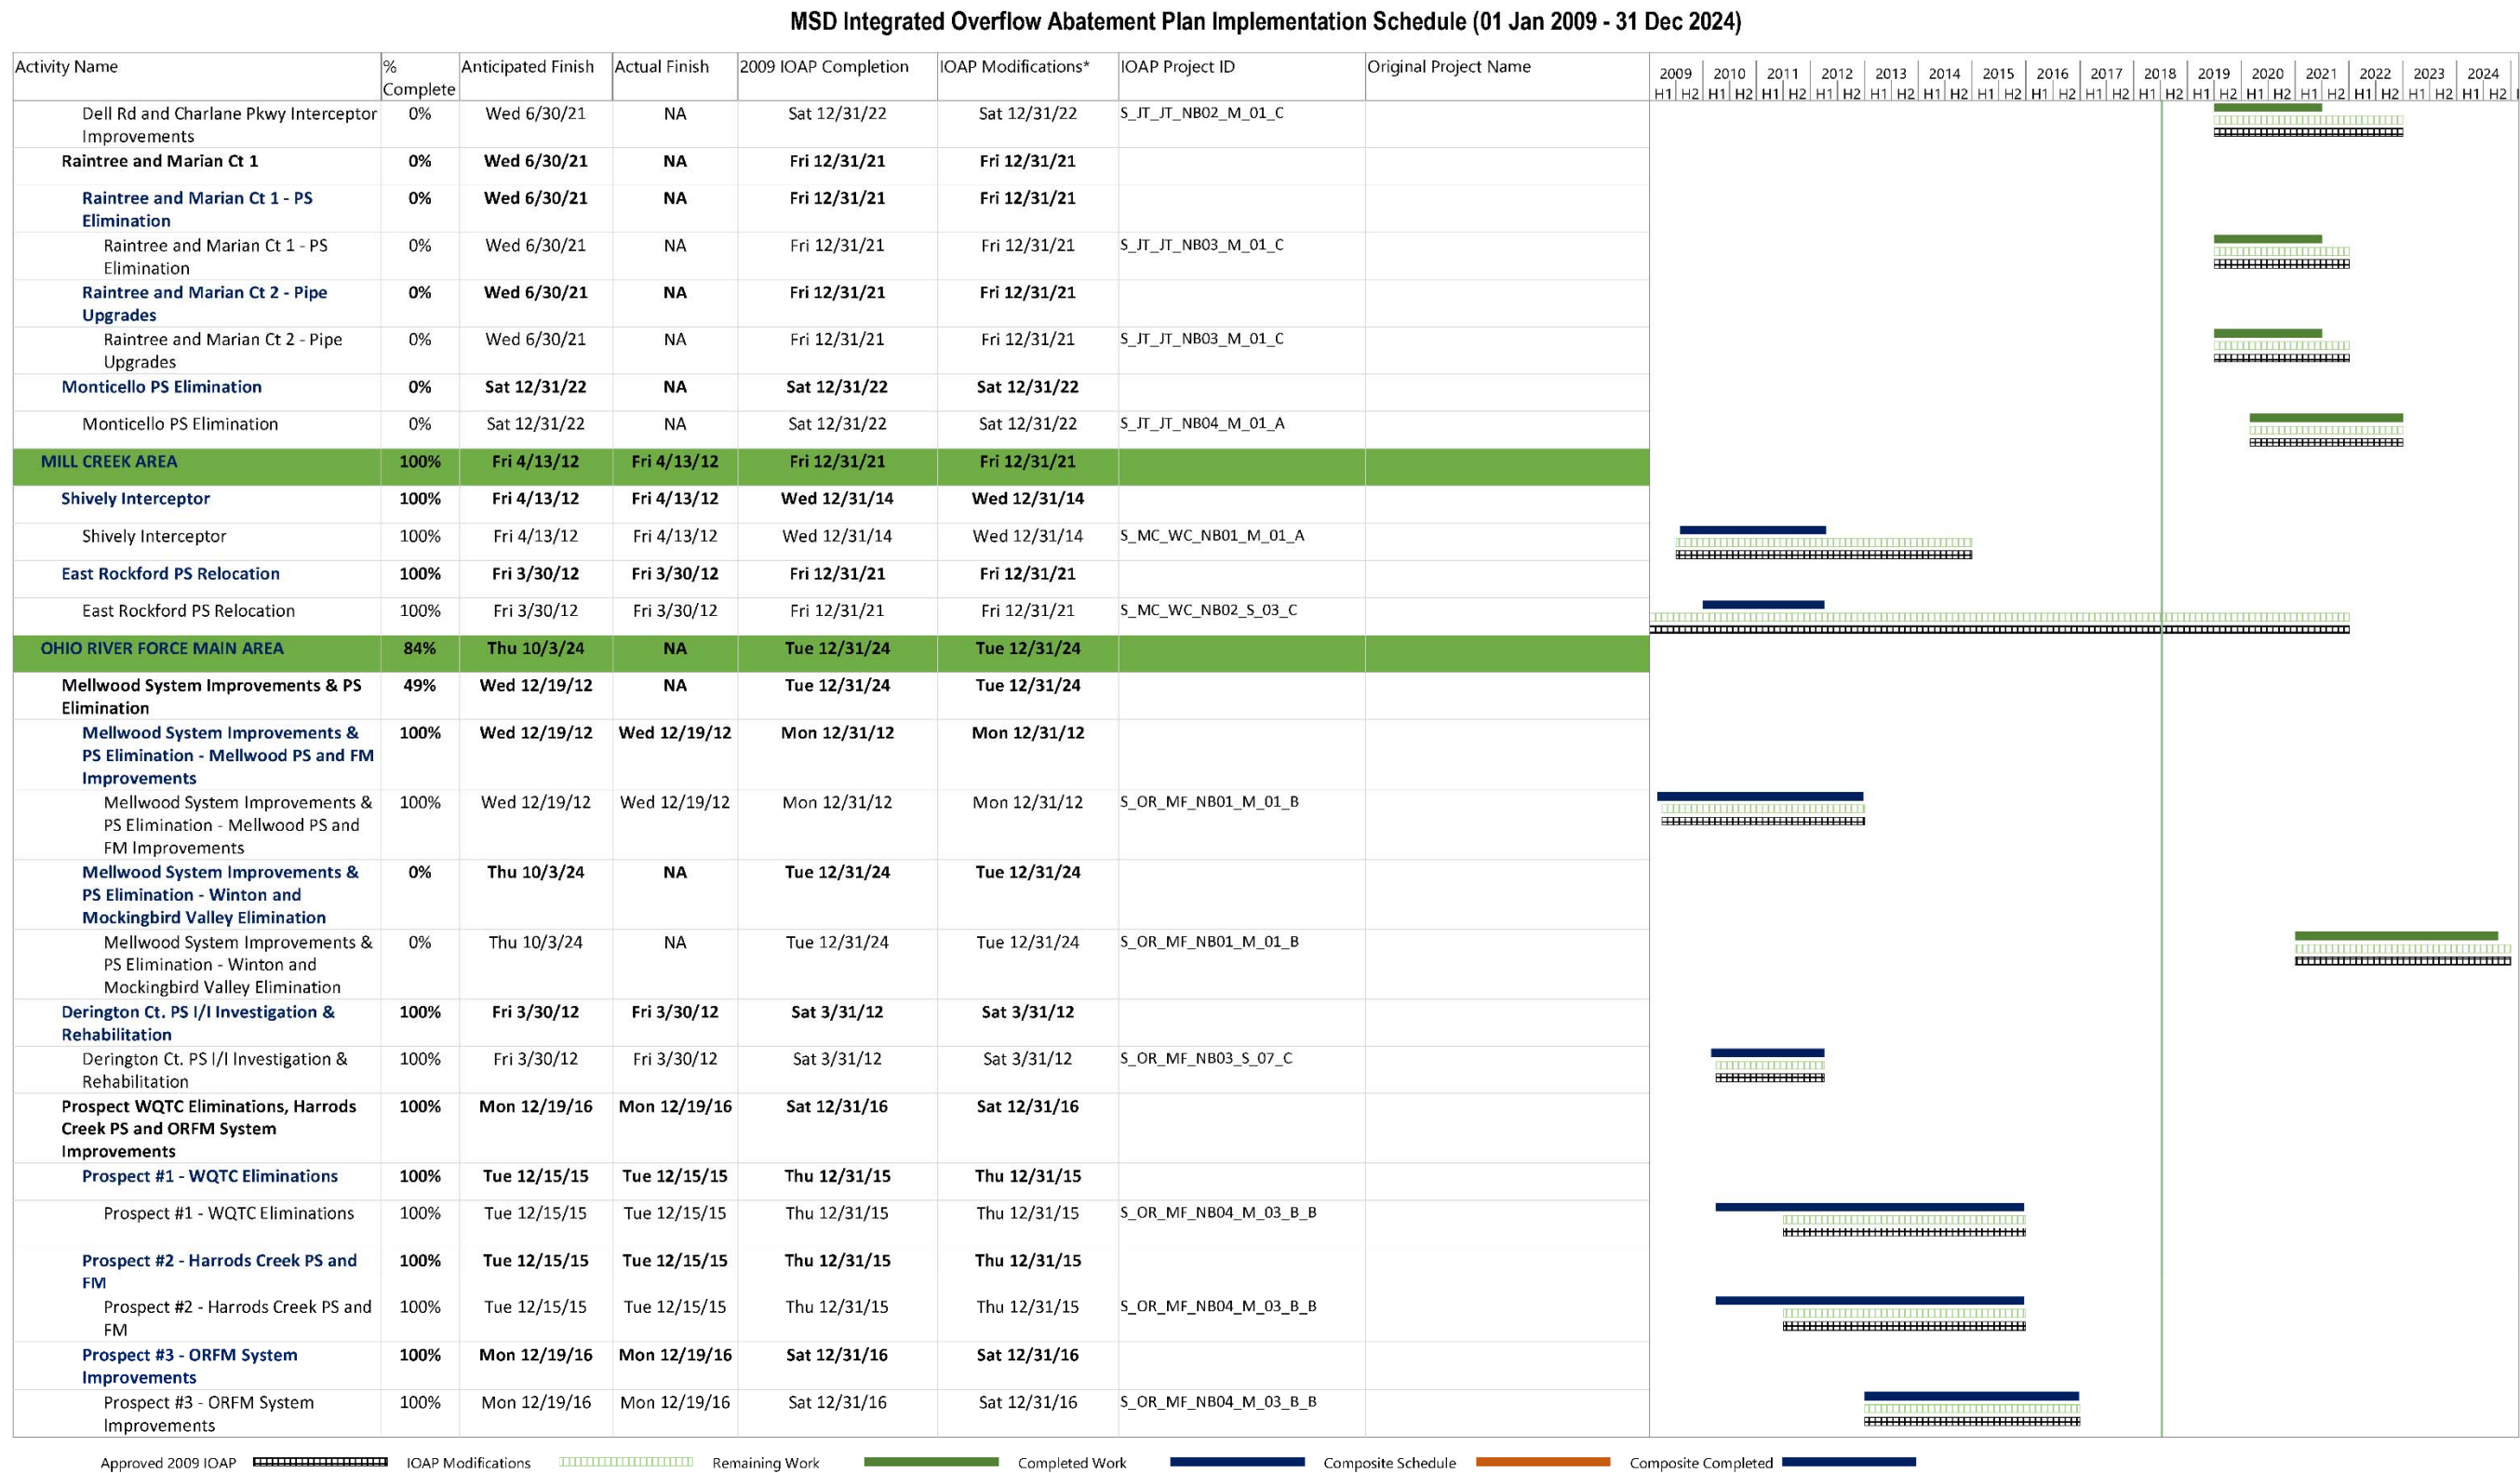 MSD Integrated Overflow Abatement Plan Implementation Schedule (01 Jan 2009 - 31 Dec 2024)
Activity Name % Complete Anticipated Finish Actual Finish 2009 IOAP Completion IOAP Modifications* IOAP Project ID Original Project Name
2009 2010 2011 2012 2013 2014 2015 2016 2017 2018 2019 2020 2021 2022 2023 2024
H1 H2 H1 H2 H1 H2 H1 H2 H1 H2 H1 H2 H1 H2 H1 H2 H1 H2 H1 H2 H1 H2 H1 H2 H1 H2 H1 H2 H1 H2 H1 H2
Dell Rd and Charlane Pkwy Interceptor 0% Wed 6/30/21 NA Sat 12/31/22 Sat 12/31/22 S_JT_JT_NB02_M_01_C
Improvements
Raintree and Marian Ct 1 0% Wed 6/30/21 NA Fri 12/31/21 Fri 12/31/21
Raintree and Marian Ct 1 - PS 0% Wed 6/30/21 NA Fri 12/31/21 Fri 12/31/21
Elimination
Raintree and Marian Ct 1 - PS 0% Wed 6/30/21 NA Fri 12/31/21 Fri 12/31/21 S_JT_JT_NB03_M_01_C
Elimination
Raintree and Marian Ct 2 - Pipe 0% Wed 6/30/21 NA Fri 12/31/21 Fri 12/31/21
Upgrades
Raintree and Marian Ct 2 - Pipe 0% Wed 6/30/21 NA Fri 12/31/21 Fri 12/31/21 S_JT_JT_NB03_M_01_C
Upgrades
Monticello PS Elimination 0% Sat 12/31/22 NA Sat 12/31/22 Sat 12/31/22
Monticello PS Elimination 0% Sat 12/31/22 NA Sat 12/31/22 Sat 12/31/22 S_JT_JT_NB04_M_01_A
MILL CREEK AREA 100% Fri 4/13/12 Fri 4/13/12 Fri 12/31/21 Fri 12/31/21
Shively Interceptor 100% Fri 4/13/12 Fri 4/13/12 Wed 12/31/14 Wed 12/31/14
Shively Interceptor 100% Fri 4/13/12 Fri 4/13/12 Wed 12/31/14 Wed 12/31/14 S_MC_WC_NB01_M_01_A
East Rockford PS Relocation 100% Fri 3/30/12 Fri 3/30/12 Fri 12/31/21 Fri 12/31/21
East Rockford PS Relocation 100% Fri 3/30/12 Fri 3/30/12 Fri 12/31/21 Fri 12/31/21 S_MC_WC_NB02_S_03_C
OHIO RIVER FORCE MAIN AREA 84% Thu 10/3/24 NA Tue 12/31/24 Tue 12/31/24
Mellwood System Improvements & PS 49% Wed 12/19/12 NA Tue 12/31/24 Tue 12/31/24
Elimination
Mellwood System Improvements & 100% Wed 12/19/12 Wed 12/19/12 Mon 12/31/12 Mon 12/31/12
PS Elimination - Mellwood PS and FM
Improvements
Mellwood System Improvements & 100% Wed 12/19/12 Wed 12/19/12 Mon 12/31/12 Mon 12/31/12 S_OR_MF_NB01_M_01_B
PS Elimination - Mellwood PS and
FM Improvements
Mellwood System Improvements & 0% Thu 10/3/24 NA Tue 12/31/24 Tue 12/31/24
PS Elimination - Winton and
Mockingbird Valley Elimination
Mellwood System Improvements & 0% Thu 10/3/24 NA Tue 12/31/24 Tue 12/31/24 S_OR_MF_NB01_M_01_B
PS Elimination - Winton and
Mockingbird Valley Elimination
Derington Ct. PS I/I Investigation & 100% Fri 3/30/12 Fri 3/30/12 Sat 3/31/12 Sat 3/31/12
Rehabilitation
Derington Ct. PS I/I Investigation & 100% Fri 3/30/12 Fri 3/30/12 Sat 3/31/12 Sat 3/31/12 S_OR_MF_NB03_S_07_C
Rehabilitation
Prospect WQTC Eliminations, Harrods 100% Mon 12/19/16 Mon 12/19/16 Sat 12/31/16 Sat 12/31/16
Creek PS and ORFM System
Improvements
Prospect #1 - WQTC Eliminations 100% Tue 12/15/15 Tue 12/15/15 Thu 12/31/15 Thu 12/31/15
Prospect #1 - WQTC Eliminations 100% Tue 12/15/15 Tue 12/15/15 Thu 12/31/15 Thu 12/31/15 S_OR_MF_NB04_M_03_B_B
Prospect #2 - Harrods Creek PS and 100% Tue 12/15/15 Tue 12/15/15 Thu 12/31/15 Thu 12/31/15
FM
Prospect #2 - Harrods Creek PS and 100% Tue 12/15/15 Tue 12/15/15 Thu 12/31/15 Thu 12/31/15 S_OR_MF_NB04_M_03_B_B
FM
Prospect #3 - ORFM System 100% Mon 12/19/16 Mon 12/19/16 Sat 12/31/16 Sat 12/31/16
Improvements
Prospect #3 - ORFM System 100% Mon 12/19/16 Mon 12/19/16 Sat 12/31/16 Sat 12/31/16 S_OR_MF_NB04_M_03_B_B
Improvements
Approved 2009 IOAP IOAP Modifications Remaining Work Completed Work Composite Schedule Composite Completed